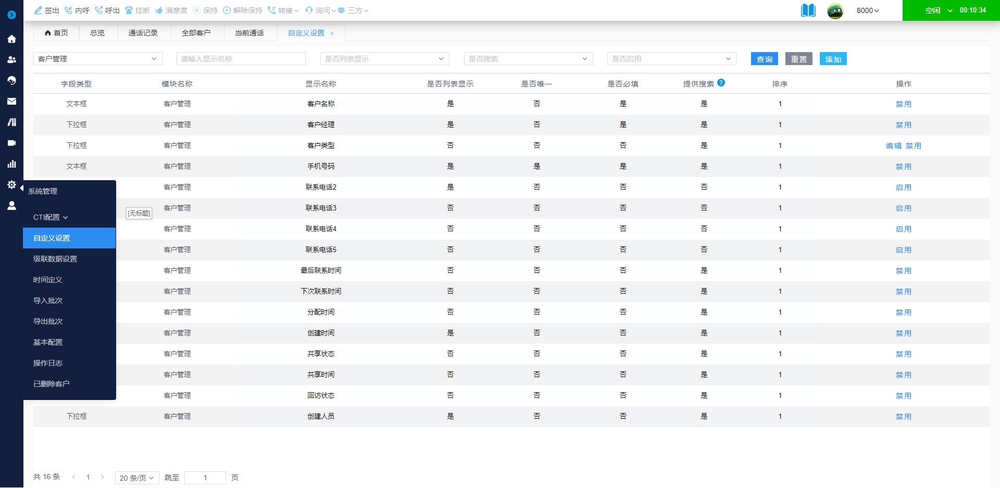 签出 内呼 呼出 挂断 满意度 保持 解除保持 转接 询问 三方 8000 空闲 00:10:34
首页 总览 通话记录 全部客户 当前通话 自定义设置 ×
客户管理 请输入显示名称 是否列表显示 是否搜索 是否启用 查询 重置 添加
字段类型 模块名称 显示名称 是否列表显示 是否唯一 是否必填 提供搜索 ? 排序 操作
文本框 客户管理 客户名称 是 否 是 是 1 禁用
下拉框 客户管理 客户经理 是 否 是 是 1 禁用
下拉框 客户管理 客户类型 否 否 否 是 1 编辑 禁用
文本框 客户管理 手机号码 是 是 是 是 1 禁用
客户管理 联系电话2 是 否 否 否 1 启用
客户管理 联系电话3 否 否 否 否 1 启用
客户管理 联系电话4 否 否 否 否 1 启用
客户管理 联系电话5 否 否 否 否 1 启用
客户管理 最后联系时间 否 否 否 是 1 禁用
客户管理 下次联系时间 否 否 否 是 1 禁用
客户管理 分配时间 否 否 否 是 1 禁用
客户管理 创建时间 是 否 否 是 1 禁用
客户管理 共享状态 否 否 否 是 1 禁用
客户管理 共享时间 否 否 否 是 1 禁用
客户管理 回访状态 否 否 否 是 1 禁用
下拉框 客户管理 创建人员 是 否 否 是 1 禁用
系统管理
CTI配置
[无标题]
自定义设置
级联数据设置
时间定义
导入批次
导出批次
基本配置
操作日志
已删除客户
共 16 条 < 1 > 20 条/页 跳至 1 页